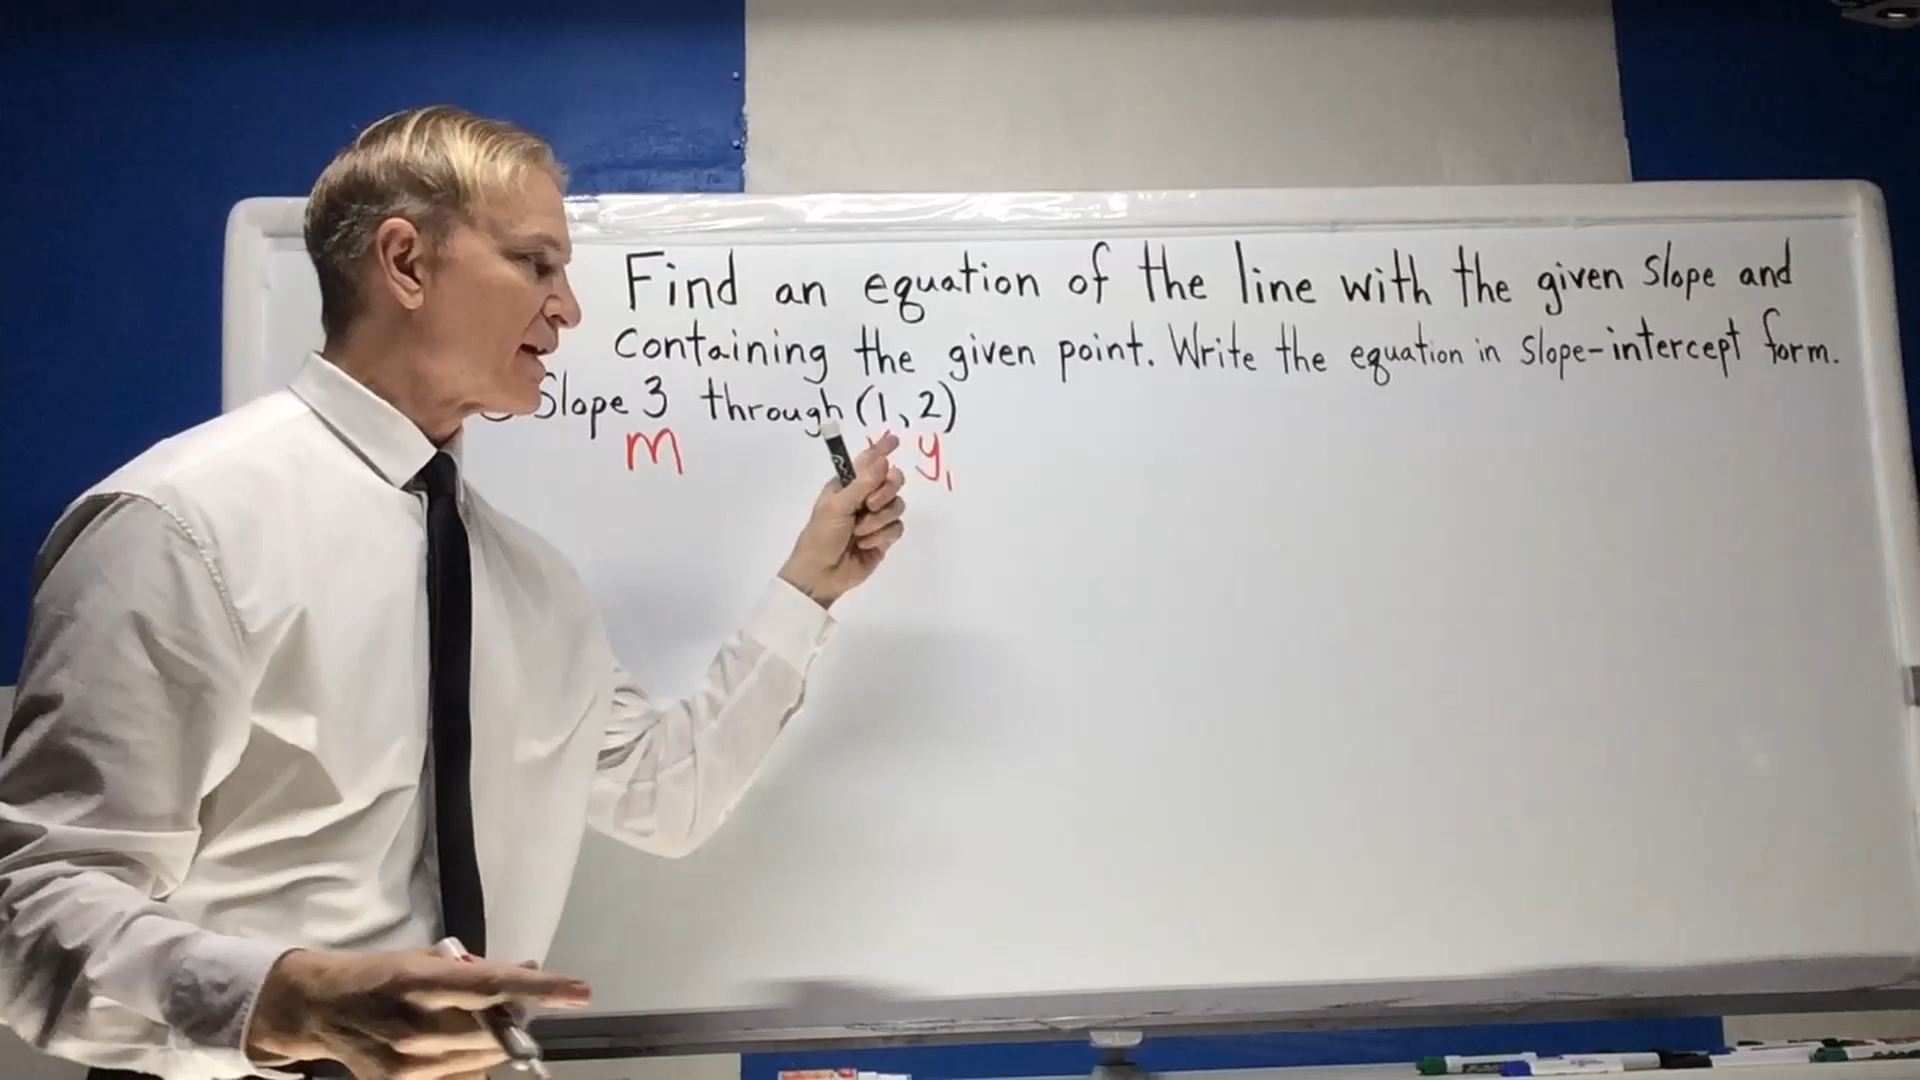 Find an equation of the line with the given slope and
containing the given point. Write the equation in slope-intercept form.
Slope 3 through (1, 2)
m y₁